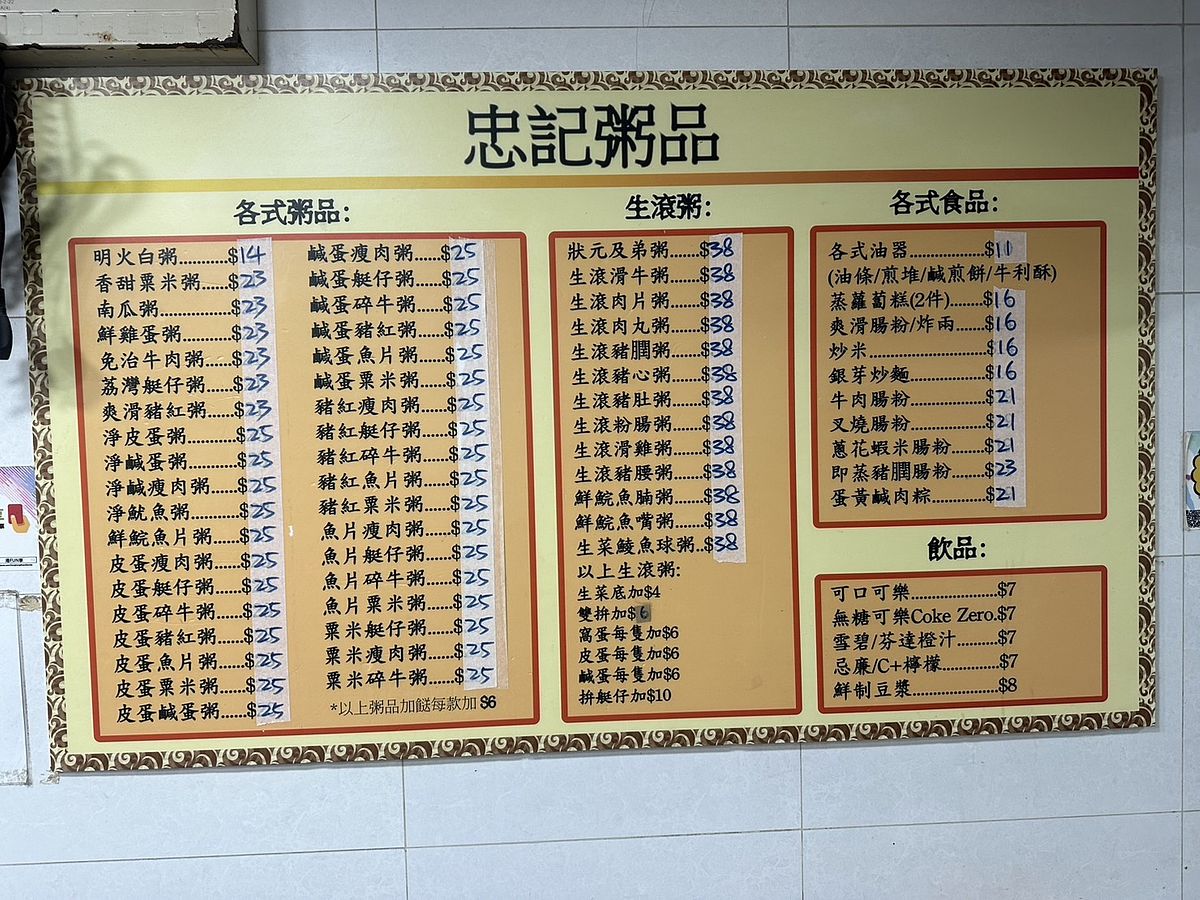 忠記粥品
各式粥品：
明火白粥.........$14
香甜粟米粥......$23
南瓜粥.............$23
鮮雞蛋粥.........$23
免治牛肉粥......$23
荔灣艇仔粥......$23
爽滑豬紅粥......$23
淨皮蛋粥.........$25
淨鹹蛋粥.........$25
淨鹹瘦肉粥......$25
淨魷魚粥.........$25
鮮鯇魚片粥......$25
皮蛋瘦肉粥......$25
皮蛋艇仔粥......$25
皮蛋碎牛粥......$25
皮蛋豬紅粥......$25
皮蛋魚片粥......$25
皮蛋粟米粥......$25
皮蛋鹹蛋粥......$25
鹹蛋瘦肉粥......$25
鹹蛋艇仔粥......$25
鹹蛋碎牛粥......$25
鹹蛋豬紅粥......$25
鹹蛋魚片粥......$25
鹹蛋粟米粥......$25
豬紅瘦肉粥......$25
豬紅艇仔粥......$25
豬紅碎牛粥......$25
豬紅魚片粥......$25
豬紅粟米粥......$25
魚片瘦肉粥......$25
魚片艇仔粥......$25
魚片碎牛粥......$25
魚片粟米粥......$25
粟米艇仔粥......$25
粟米瘦肉粥......$25
粟米碎牛粥......$25
*以上粥品加餸每款加 $6
生滾粥：
狀元及弟粥.......$38
生滾滑牛粥.......$38
生滾肉片粥.......$38
生滾肉丸粥.......$38
生滾豬膶粥.......$38
生滾豬心粥.......$38
生滾豬肚粥.......$38
生滾粉腸粥.......$38
生滾滑雞粥.......$38
生滾豬腰粥.......$38
鮮鯇魚腩粥.......$38
鮮鯇魚嘴粥.......$38
生菜鯪魚球粥..$38
以上生滾粥:
生菜底加$4
雙拚加$6
窩蛋每隻加$6
皮蛋每隻加$6
鹹蛋每隻加$6
拚艇仔加$10
各式食品：
各式油器...............$11
(油條/煎堆/鹹煎餅/牛利酥)
蒸蘿蔔糕(2件).......$16
爽滑腸粉/炸兩.......$16
炒米........................$16
銀芽炒麵...............$16
牛肉腸粉...............$21
叉燒腸粉...............$21
蔥花蝦米腸粉.......$21
即蒸豬膶腸粉.......$23
蛋黃鹹肉粽...........$21
飲品：
可口可樂..................$7
無糖可樂Coke Zero.$7
雪碧/芬達橙汁.........$7
忌廉/C+檸檬............$7
鮮制豆漿..................$8